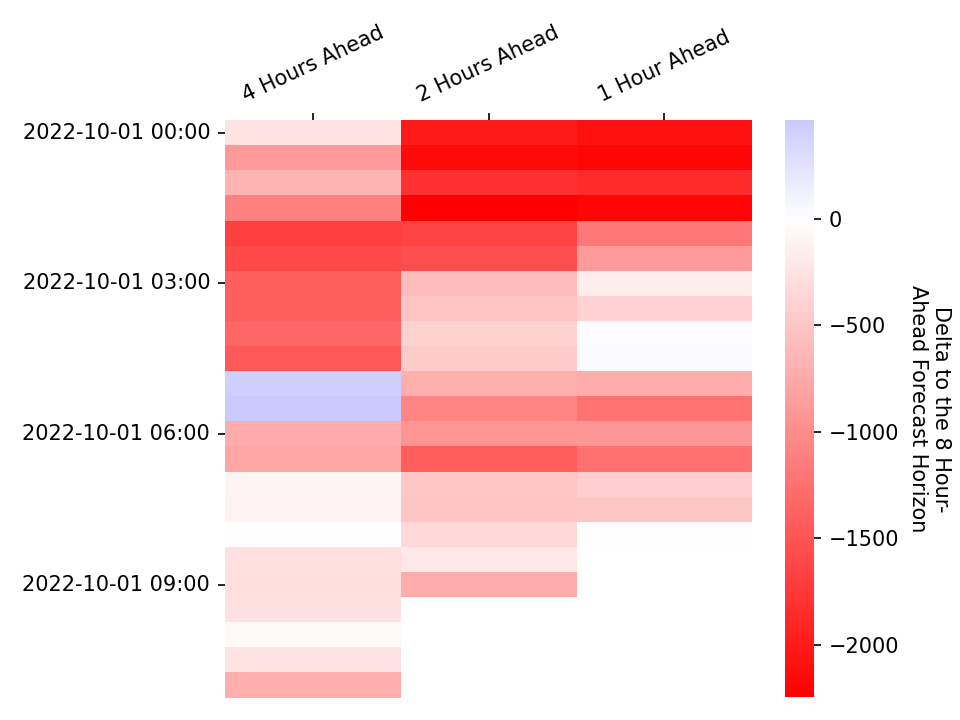 4 Hours Ahead
2 Hours Ahead
1 Hour Ahead
2022-10-01 00:00
2022-10-01 03:00
2022-10-01 06:00
2022-10-01 09:00
0
−500
−1000
−1500
−2000
Delta to the 8 Hour-
Ahead Forecast Horizon